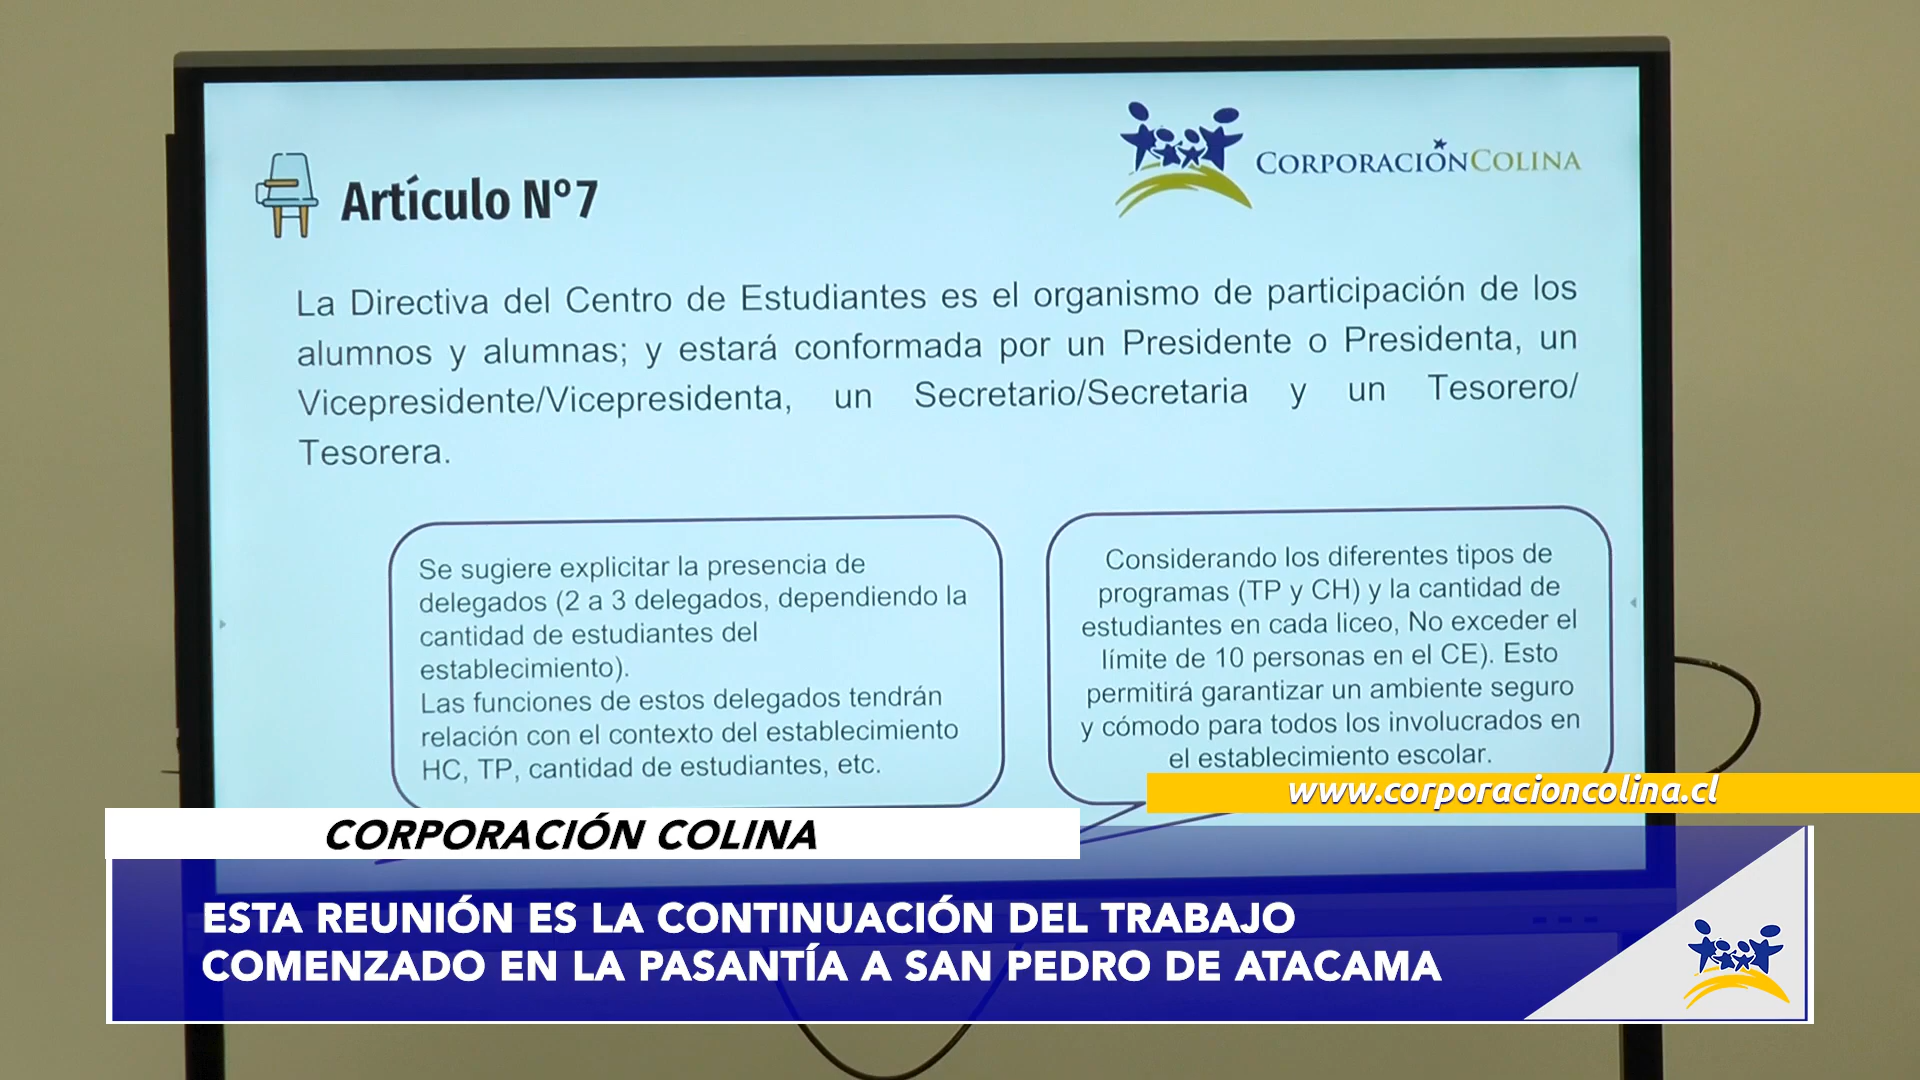 CORPORACIÓNCOLINA
Artículo N°7
La Directiva del Centro de Estudiantes es el organismo de participación de los
alumnos y alumnas; y estará conformada por un Presidente o Presidenta, un
Vicepresidente/Vicepresidenta, un Secretario/Secretaria y un Tesorero/
Tesorera.
Se sugiere explicitar la presencia de
delegados (2 a 3 delegados, dependiendo la
cantidad de estudiantes del
establecimiento).
Las funciones de estos delegados tendrán
relación con el contexto del establecimiento
HC, TP, cantidad de estudiantes, etc.
Considerando los diferentes tipos de
programas (TP y CH) y la cantidad de
estudiantes en cada liceo, No exceder el
límite de 10 personas en el CE). Esto
permitirá garantizar un ambiente seguro
y cómodo para todos los involucrados en
el establecimiento escolar.
www.corporacioncolina.cl
CORPORACIÓN COLINA
ESTA REUNIÓN ES LA CONTINUACIÓN DEL TRABAJO
COMENZADO EN LA PASANTÍA A SAN PEDRO DE ATACAMA